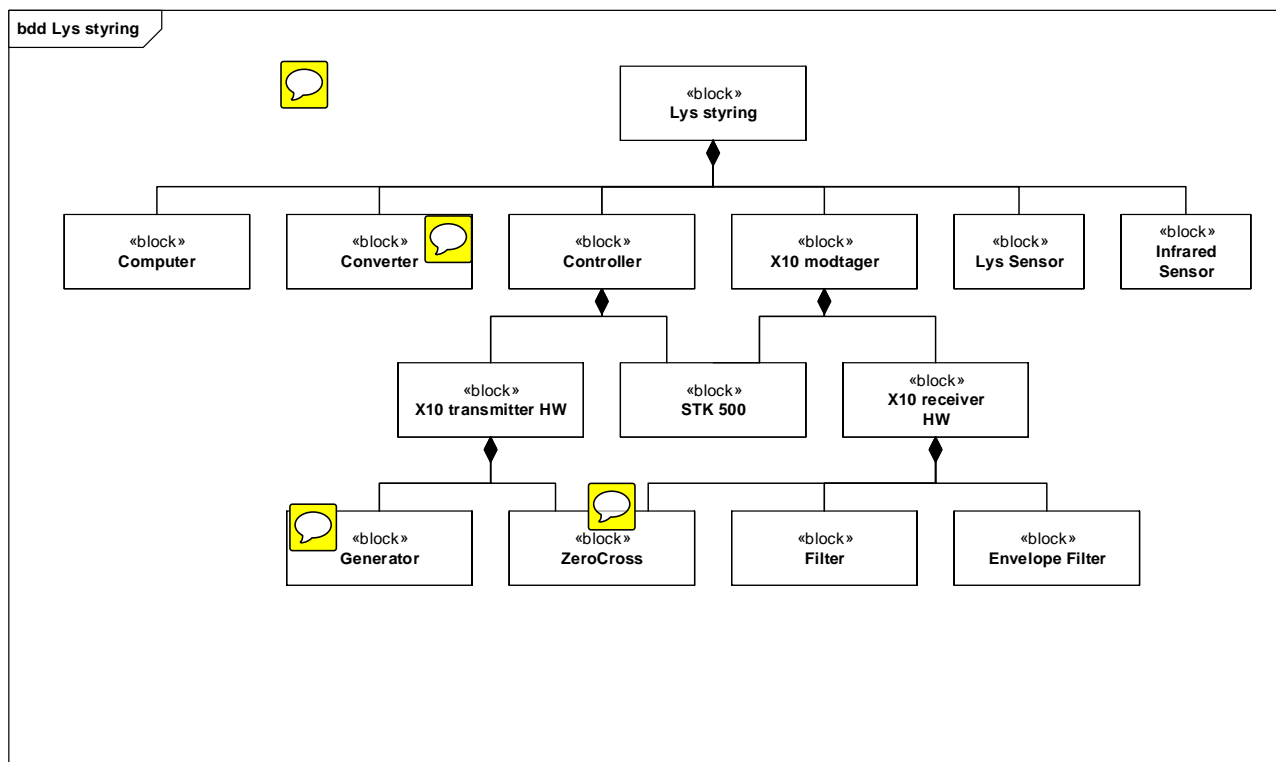 bdd Lys styring
«block»
Lys styring
«block»
Computer
«block»
Converter
«block»
Controller
«block»
X10 modtager
«block»
Lys Sensor
«block»
Infrared
Sensor
«block»
X10 transmitter HW
«block»
STK 500
«block»
X10 receiver
HW
«block»
Generator
«block»
ZeroCross
«block»
Filter
«block»
Envelope Filter